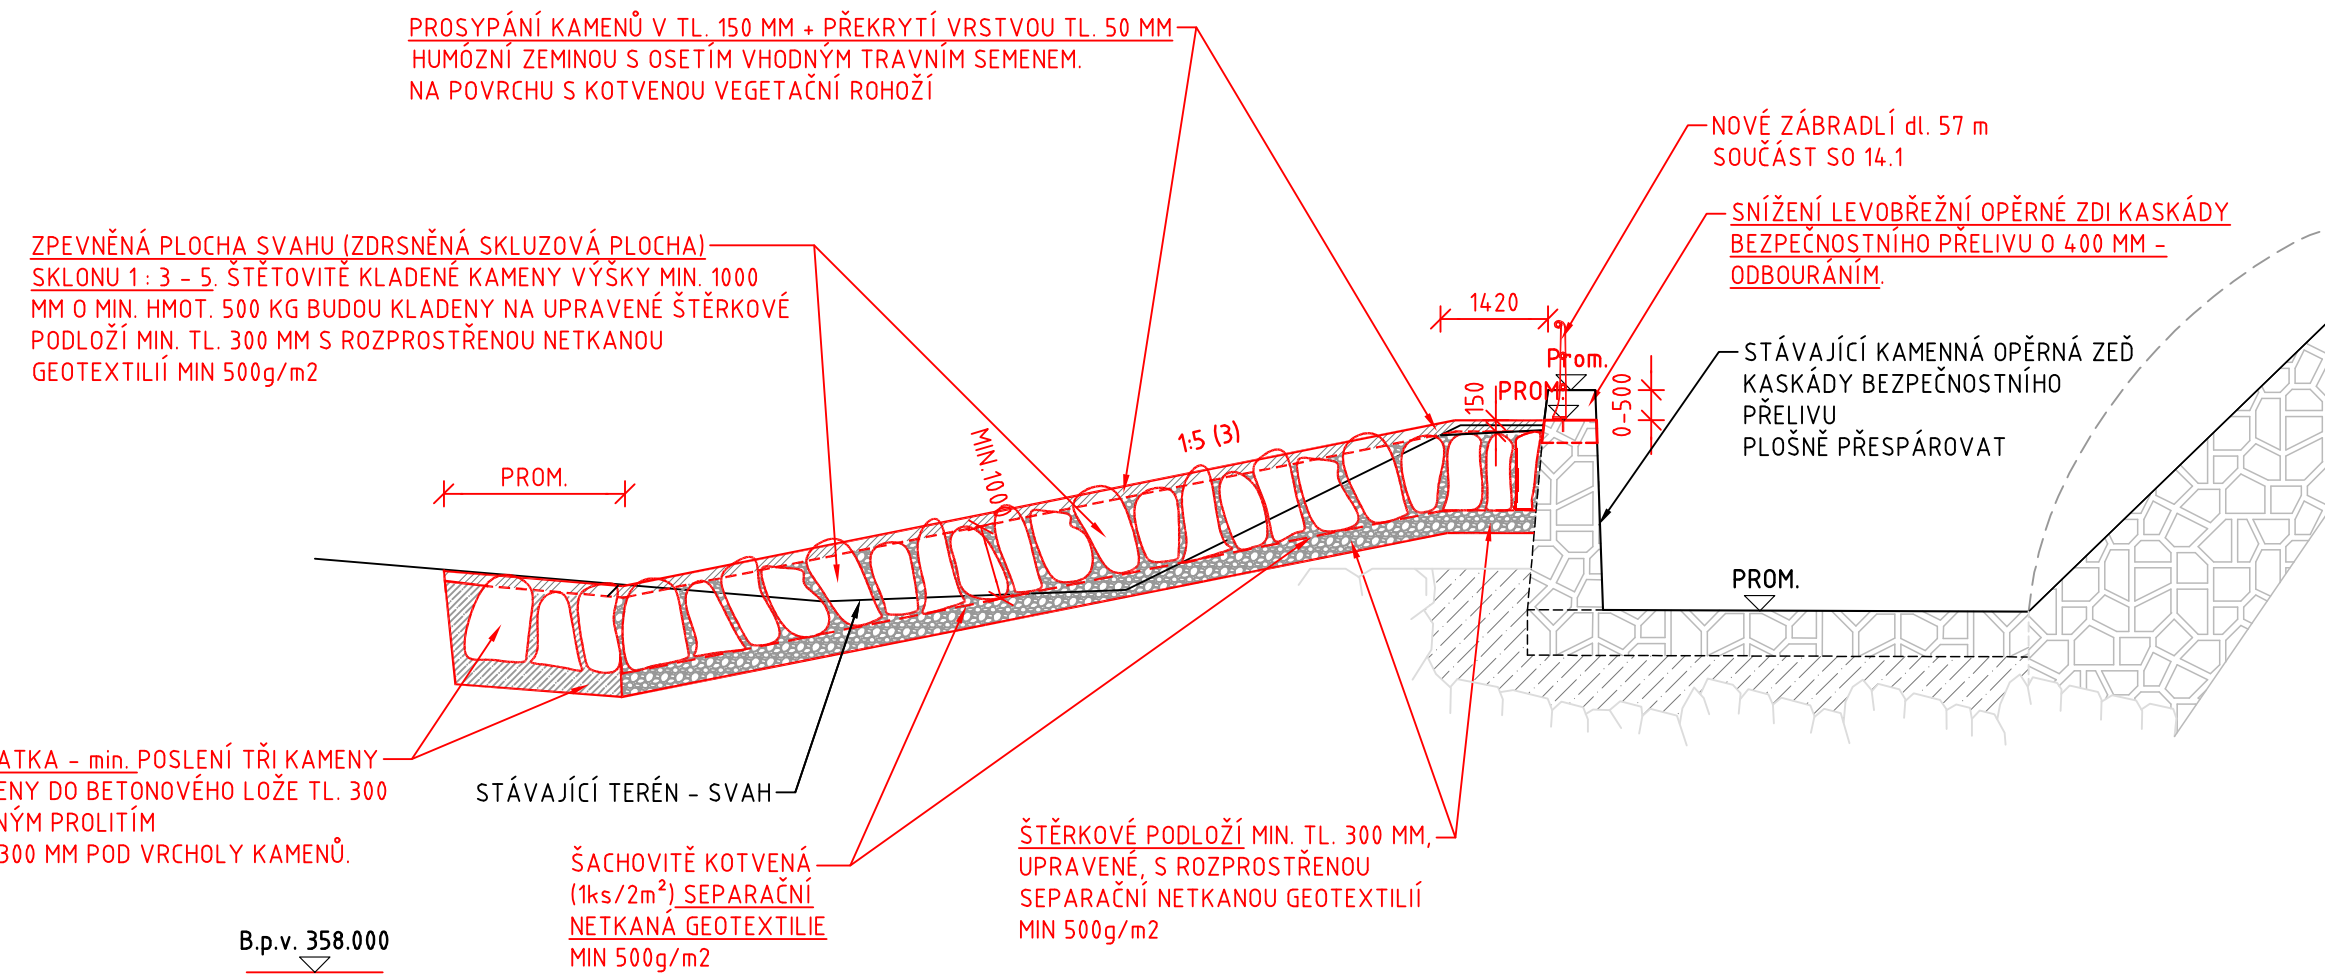 PROSYPÁNÍ KAMENŮ V TL. 150 MM + PŘEKRYTÍ VRSTVOU TL. 50 MM
HUMÓZNÍ ZEMINOU S OSETÍM VHODNÝM TRAVNÍM SEMENEM.
NA POVRCHU S KOTVENOU VEGETAČNÍ ROHOŽÍ
NOVÉ ZÁBRADLÍ dl. 57 m
SOUČÁST SO 14.1
SNÍŽENÍ LEVOBŘEŽNÍ OPĚRNÉ ZDI KASKÁDY
BEZPEČNOSTNÍHO PŘELIVU O 400 MM -
ODBOURÁNÍM.
ZPEVNĚNÁ PLOCHA SVAHU (ZDRSNĚNÁ SKLUZOVÁ PLOCHA)
SKLONU 1 : 3 - 5. ŠTĚTOVITĚ KLADENÉ KAMENY VÝŠKY MIN. 1000
MM O MIN. HMOT. 500 KG BUDOU KLADENY NA UPRAVENÉ ŠTĚRKOVÉ
PODLOŽÍ MIN. TL. 300 MM S ROZPROSTŘENOU NETKANOU
GEOTEXTILIÍ MIN 500g/m2
1420
Prom.
PROM.
150
0-500
STÁVAJÍCÍ KAMENNÁ OPĚRNÁ ZEĎ
KASKÁDY BEZPEČNOSTNÍHO
PŘELIVU
PLOŠNĚ PŘESPÁROVAT
1:5 (3)
MIN.100
PROM.
PROM.
ATKA - min. POSLENÍ TŘI KAMENY
ENY DO BETONOVÉHO LOŽE TL. 300
NÝM PROLITÍM
300 MM POD VRCHOLY KAMENŮ.
STÁVAJÍCÍ TERÉN - SVAH
ŠACHOVITĚ KOTVENÁ
(1ks/2m²) SEPARAČNÍ
NETKANÁ GEOTEXTILIE
MIN 500g/m2
ŠTĚRKOVÉ PODLOŽÍ MIN. TL. 300 MM,
UPRAVENÉ, S ROZPROSTŘENOU
SEPARAČNÍ NETKANOU GEOTEXTILIÍ
MIN 500g/m2
B.p.v. 358.000